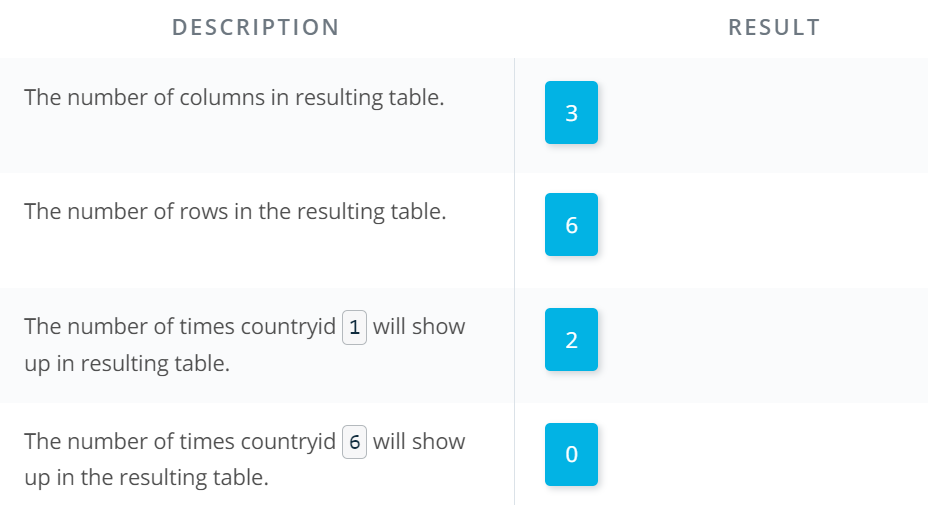 DESCRIPTION RESULT
The number of columns in resulting table. 3
The number of rows in the resulting table. 6
The number of times countryid 1 will show
up in resulting table. 2
The number of times countryid 6 will show
up in the resulting table. 0